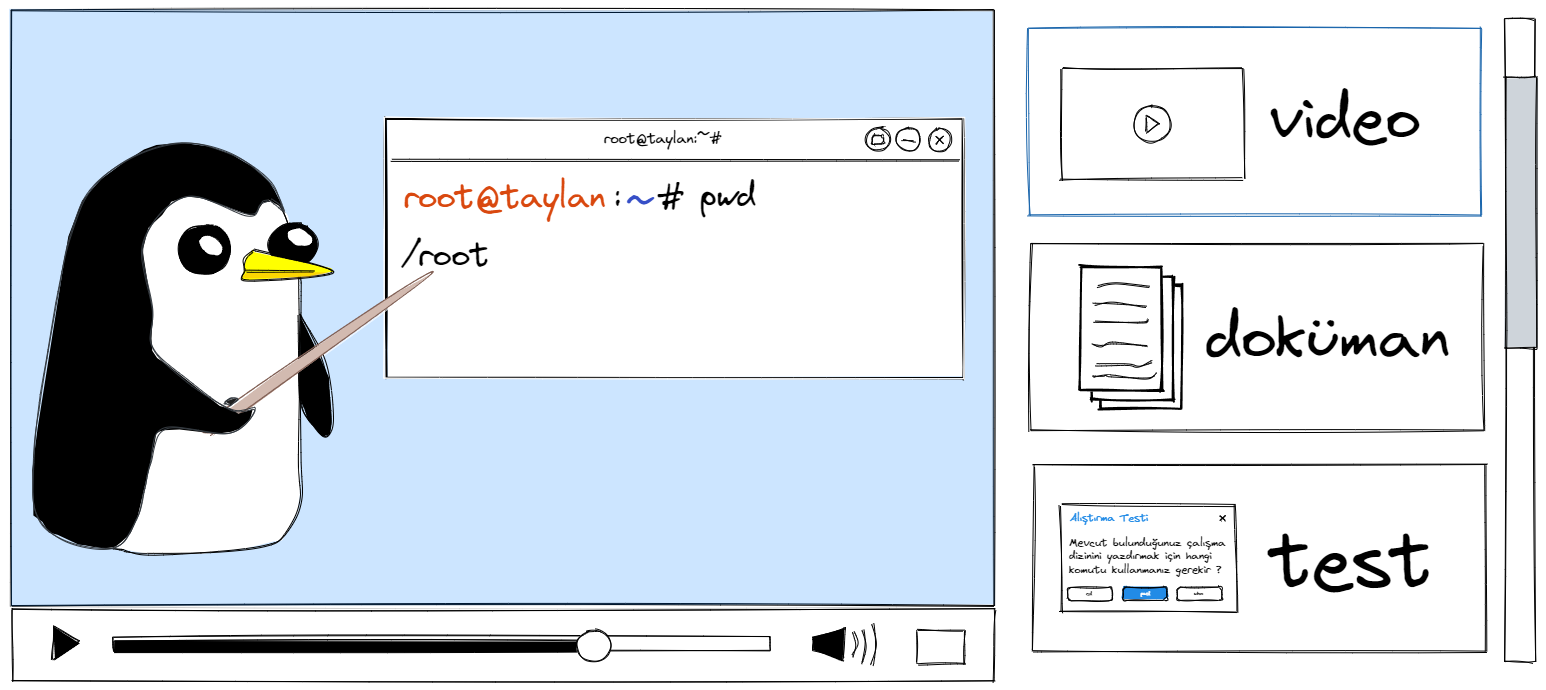 root@taylan:~#
root@taylan:~# pwd
/root
video
doküman
Alıştırma Testi
Mevcut bulunduğunuz çalışma
dizinini yazdırmak için hangi
komutu kullanmanız gerekir ?
cd
pwd
test